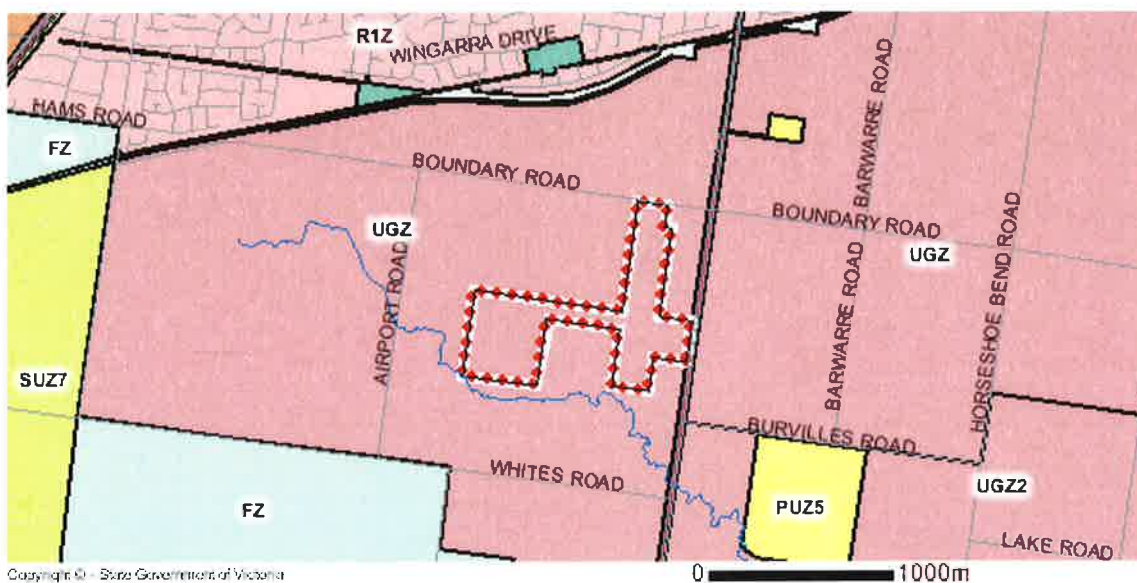 R1Z
WINGARRA DRIVE
HAMS ROAD
FZ
BARWARRE ROAD
BOUNDARY ROAD
BOUNDARY ROAD
UGZ
UGZ
AIRPORT ROAD
BARWARRE ROAD
HORSESHOE BEND ROAD
SUZ7
BURVILLES ROAD
WHITES ROAD
UGZ2
FZ
PUZ5
LAKE ROAD
Copyright © - State Government of Victoria
0 1000m